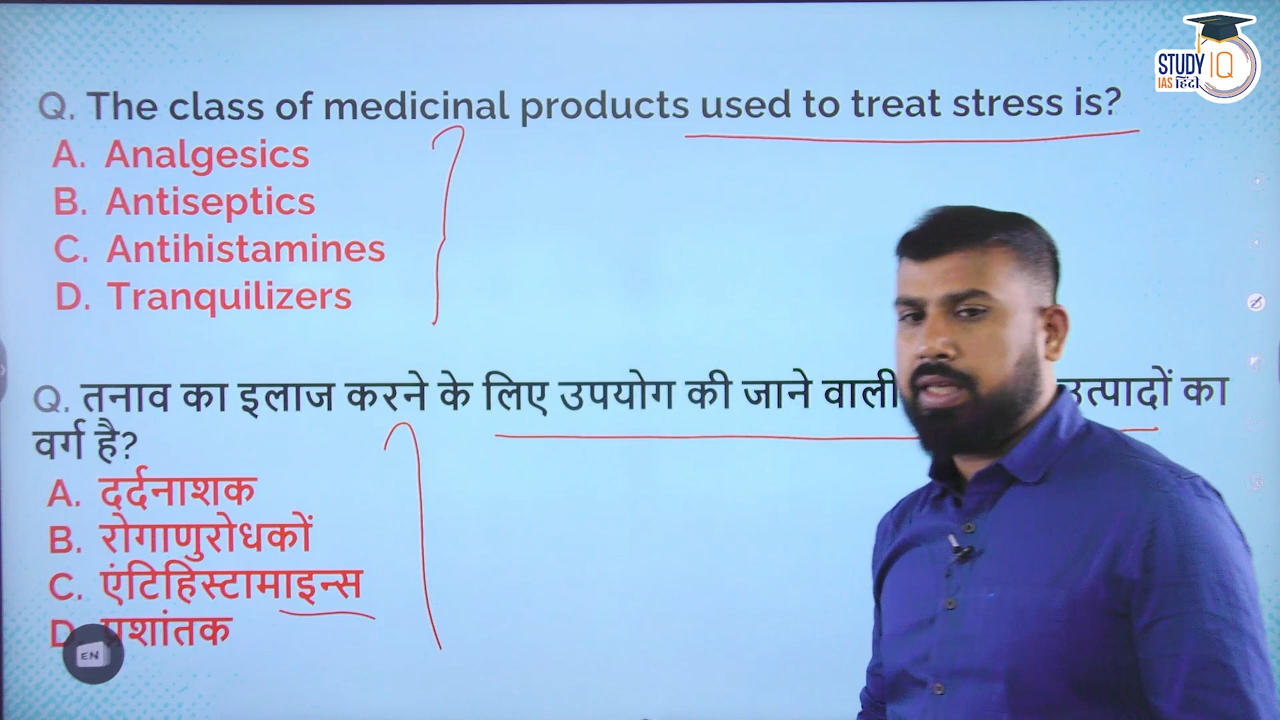 STUDY IQ
IAS हिंदी
Q. The class of medicinal products used to treat stress is?
A. Analgesics
B. Antiseptics
C. Antihistamines
D. Tranquilizers
Q. तनाव का इलाज करने के लिए उपयोग की जाने वाली उत्पादों का
वर्ग है?
A. दर्दनाशक
B. रोगाणुरोधकों
C. एंटिहिस्टामाइन्स
D. प्रशांतक
EN